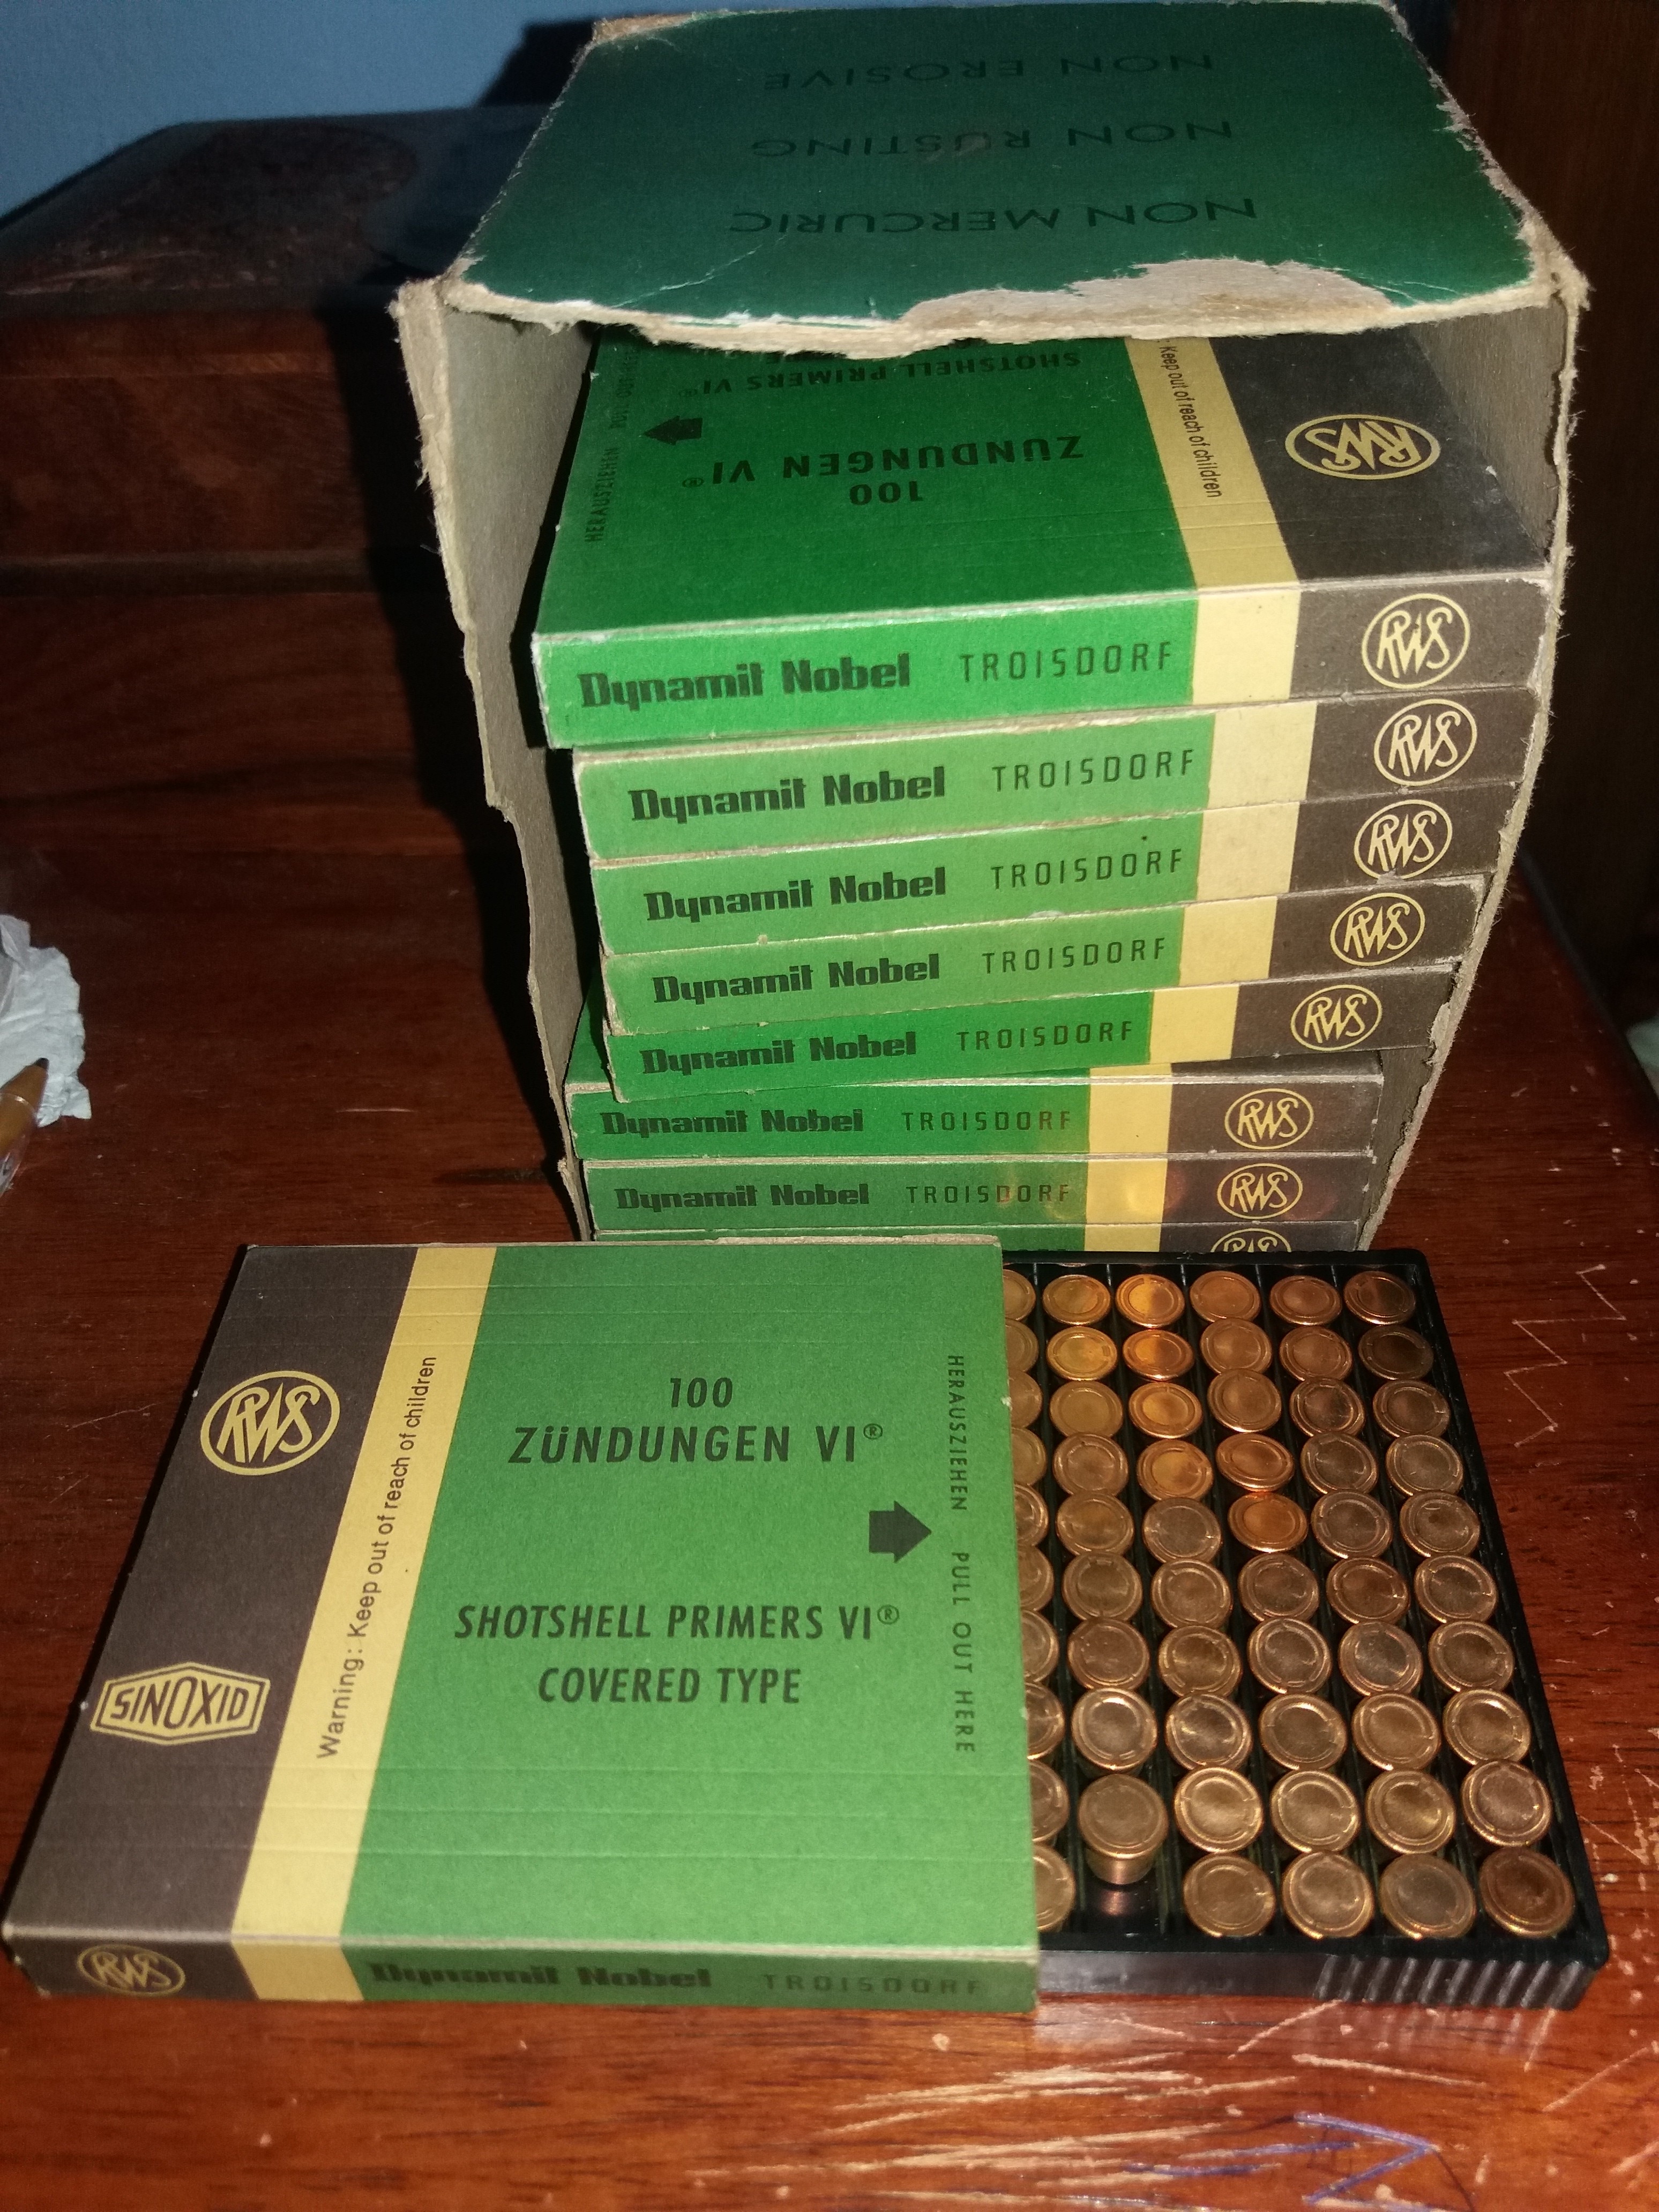 NON EROSIVE
NON RUSTING
NON MERCURIC
SHOTSHELL PRIMERS VI®
HERAUSZIEHEN
100
ZÜNDUNGEN VI®
Keep out of reach of children
RWS
Dynamit Nobel TROISDORF RWS
Dynamit Nobel TROISDORF RWS
Dynamit Nobel TROISDORF RWS
Dynamit Nobel TROISDORF RWS
Dynamit Nobel TROISDORF RWS
Dynamit Nobel TROISDORF RWS
Dynamit Nobel TROISDORF RWS
RWS
RWS
SINOXID
Warning: Keep out of reach of children
100
ZÜNDUNGEN VI®
SHOTSHELL PRIMERS VI®
COVERED TYPE
HERAUSZIEHEN PULL OUT HERE
RWS Dynamit Nobel TROISDORF